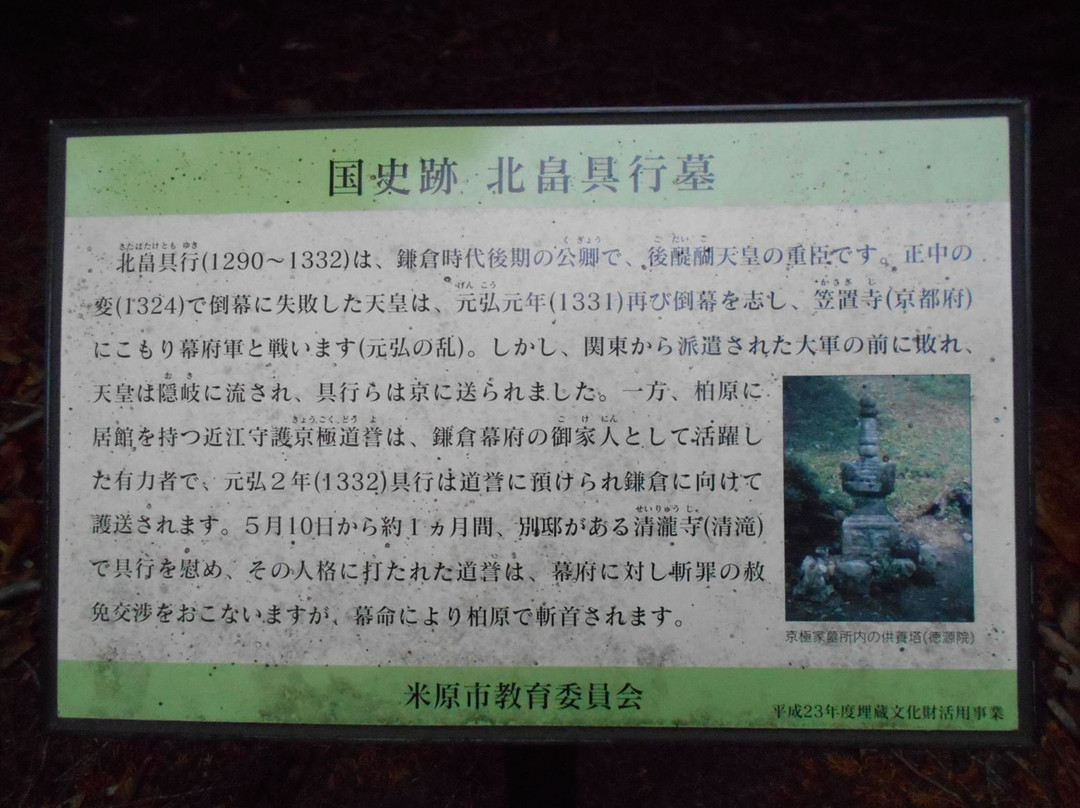 国史跡 北畠具行墓
北畠具行(1290〜1332)は、鎌倉時代後期の公卿で、後醍醐天皇の重臣です。正中の
変(1324)で倒幕に失敗した天皇は、元弘元年(1331)再び倒幕を志し、笠置寺(京都府)
にこもり幕府軍と戦います(元弘の乱)。しかし、関東から派遣された大軍の前に敗れ、
天皇は隠岐に流され、具行らは京に送られました。一方、柏原に
居館を持つ近江守護京極道誉は、鎌倉幕府の御家人として活躍し
た有力者で、元弘2年(1332)具行は道誉に預けられ鎌倉に向けて
護送されます。5月10日から約1ヵ月間、別邸がある清瀧寺(清滝)
で具行を慰め、その人格に打たれた道誉は、幕府に対し斬罪の赦
免交渉をおこないますが、幕命により柏原で斬首されます。
京極家墓所内の供養塔(徳源院)
米原市教育委員会
平成23年度埋蔵文化財活用事業